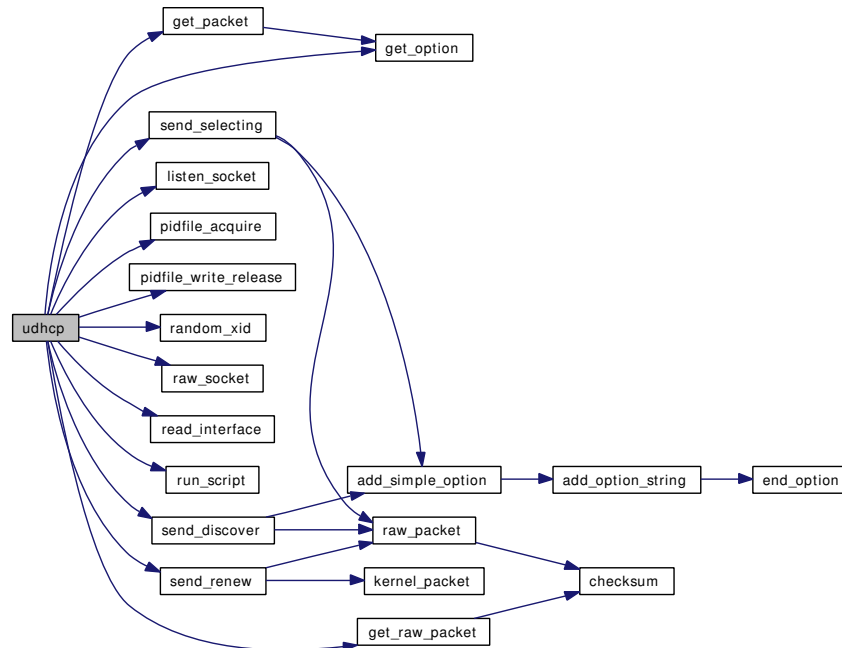 get_packet
get_option
send_selecting
listen_socket
pidfile_acquire
pidfile_write_release
udhcp
random_xid
raw_socket
read_interface
run_script
add_simple_option
add_option_string
end_option
send_discover
raw_packet
send_renew
kernel_packet
checksum
get_raw_packet